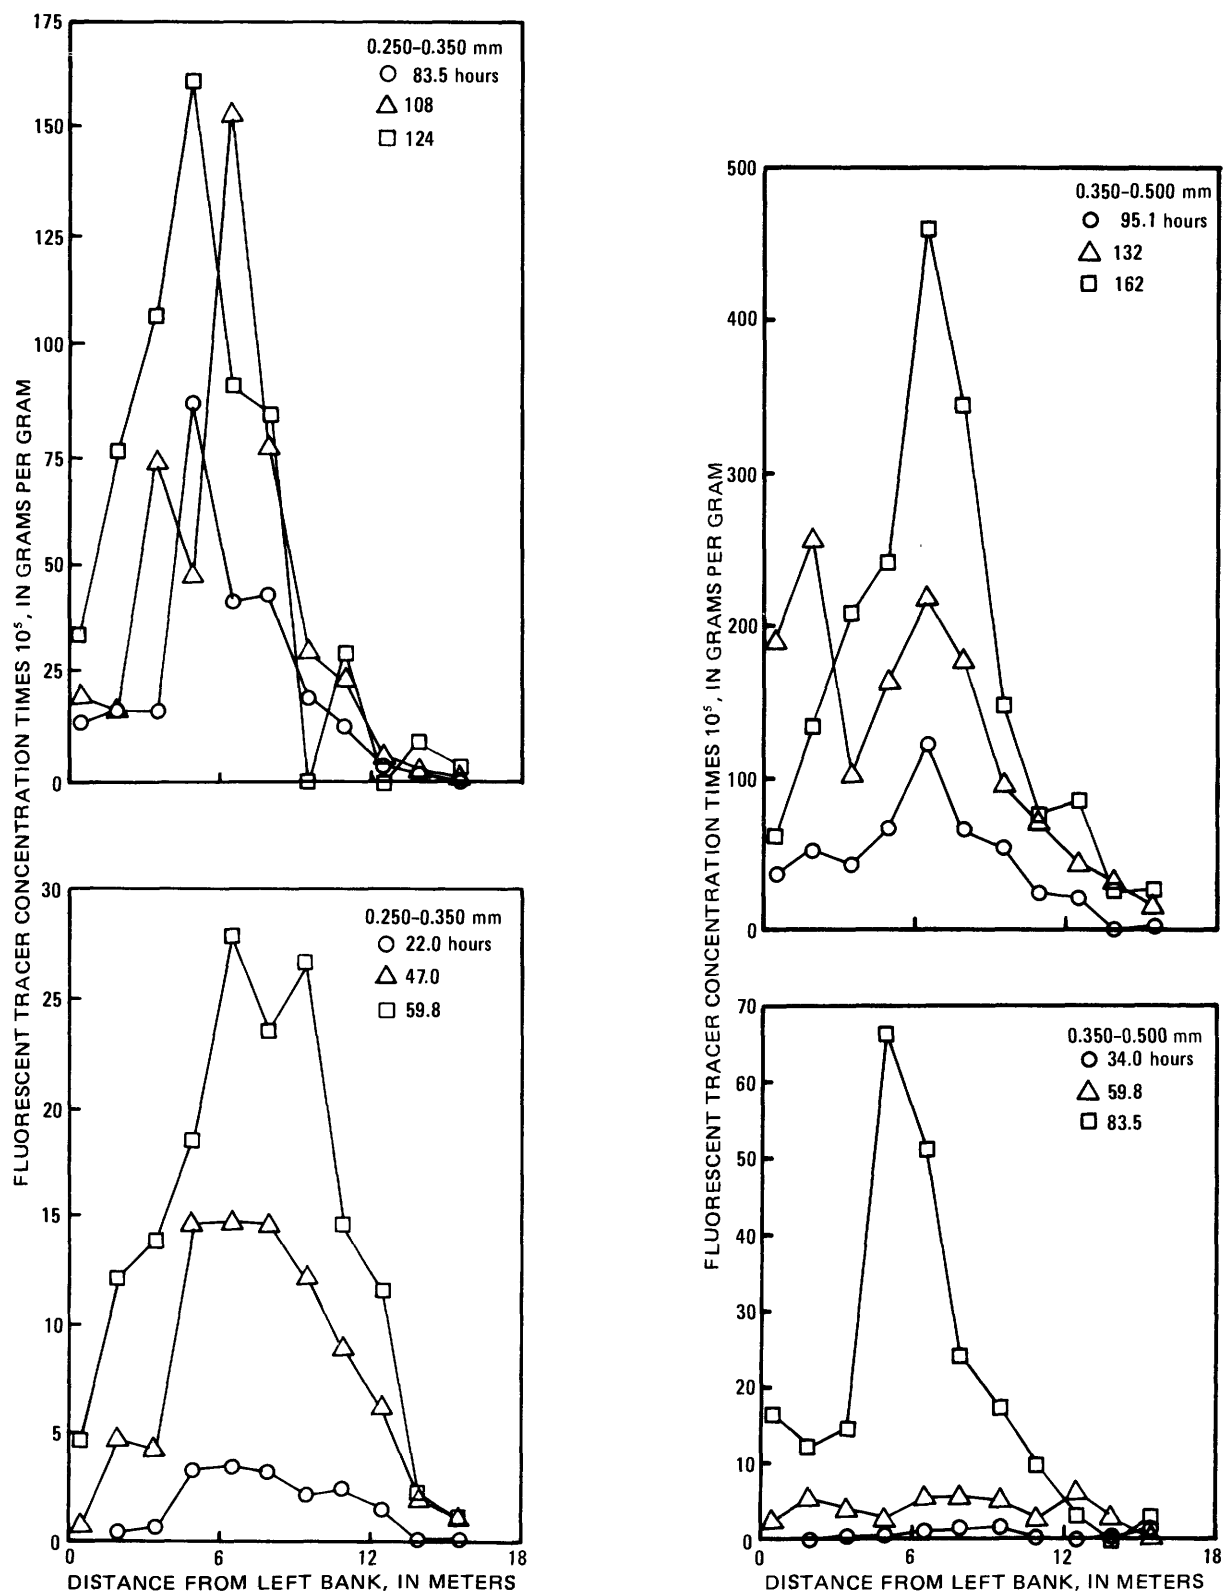 FLUORESCENT TRACER CONCENTRATION TIMES 10⁵, IN GRAMS PER GRAM
175
150
125
100
75
50
25
0
0.250–0.350 mm
83.5 hours
108
124
30
25
20
15
10
5
0
0.250–0.350 mm
22.0 hours
47.0
59.8
0 6 12 18
DISTANCE FROM LEFT BANK, IN METERS
FLUORESCENT TRACER CONCENTRATION TIMES 10⁵, IN GRAMS PER GRAM
500
400
300
200
100
0
0.350–0.500 mm
95.1 hours
132
162
70
60
50
40
30
20
10
0
0.350–0.500 mm
34.0 hours
59.8
83.5
0 6 12 18
DISTANCE FROM LEFT BANK, IN METERS